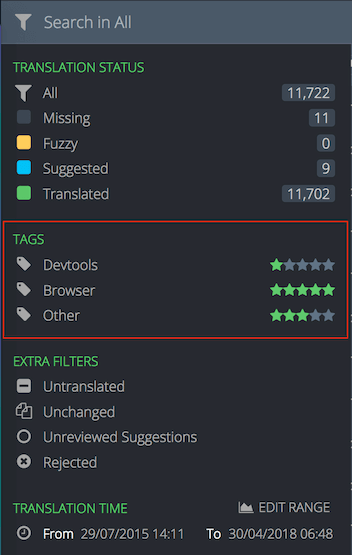 Search in All
TRANSLATION STATUS
All 11,722
Missing 11
Fuzzy 0
Suggested 9
Translated 11,702
TAGS
Devtools
Browser
Other
EXTRA FILTERS
Untranslated
Unchanged
Unreviewed Suggestions
Rejected
TRANSLATION TIME EDIT RANGE
From 29/07/2015 14:11 To 30/04/2018 06:48